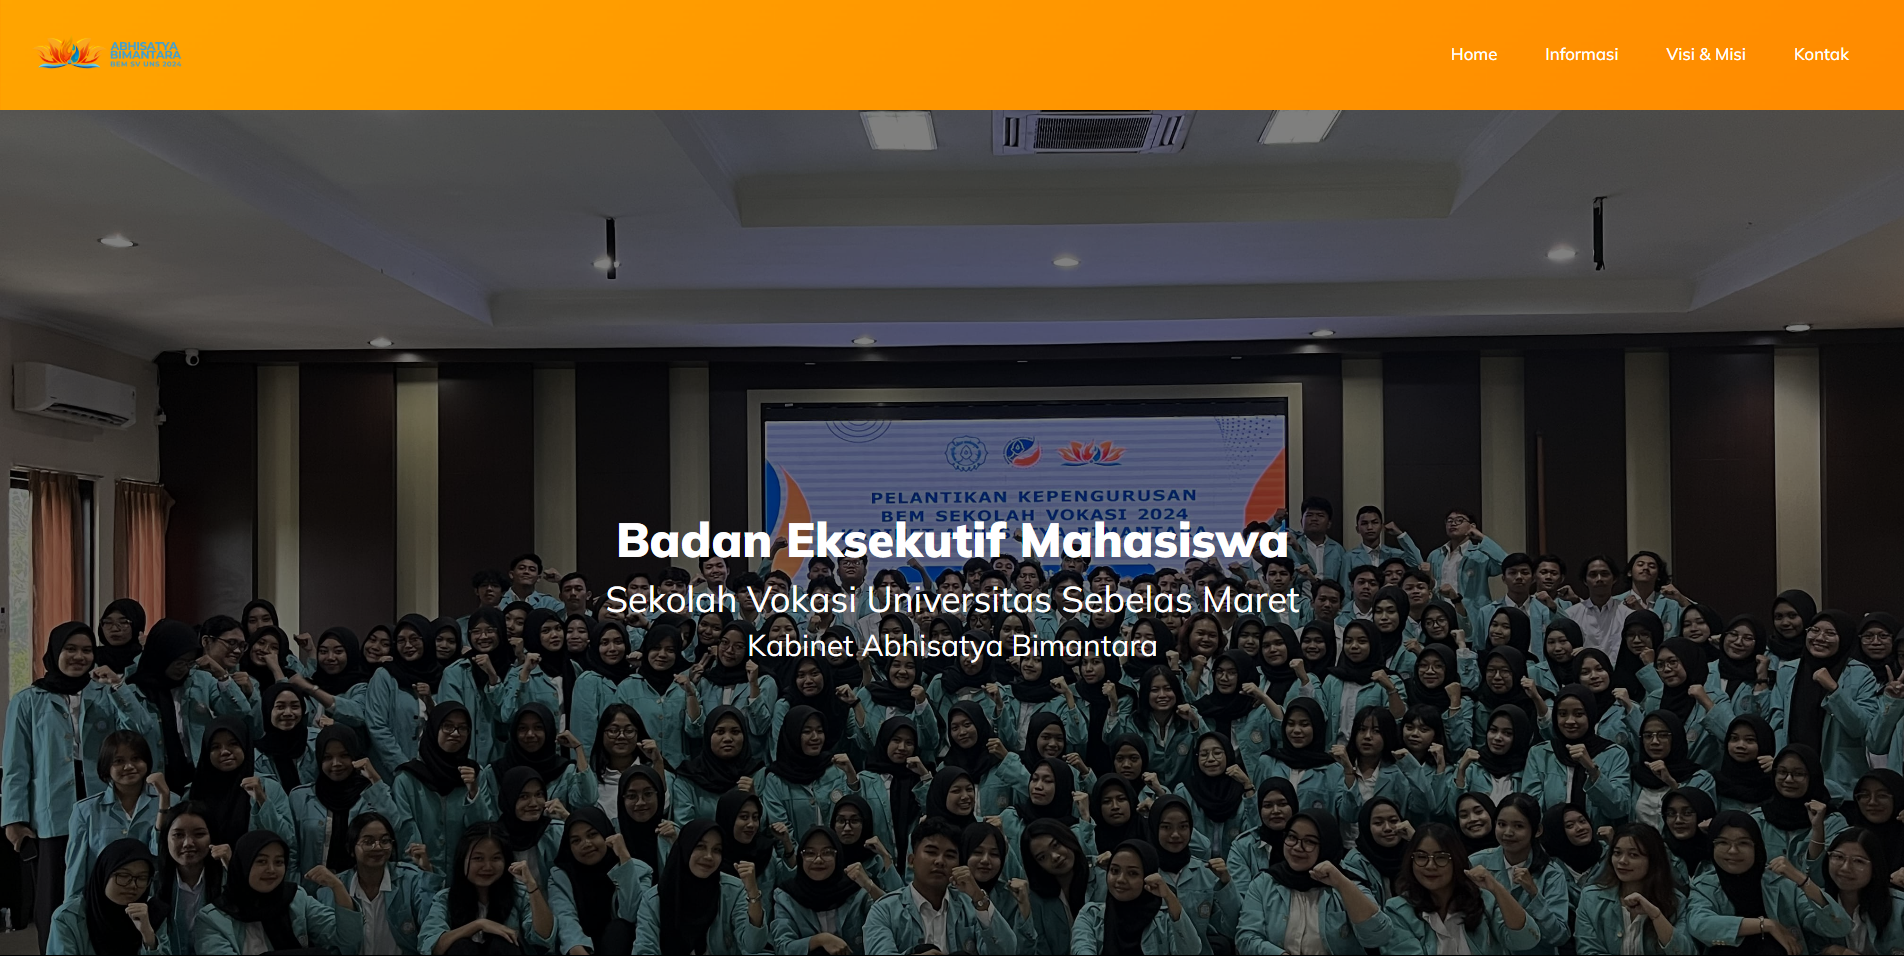 ABHISATYA
BIMANTARA
BEM SV UNS 2024
Home
Informasi
Visi & Misi
Kontak
PELANTIKAN KEPENGURUSAN
BEM SEKOLAH VOKASI 2024
BIMANTARA
Badan Eksekutif Mahasiswa
Sekolah Vokasi Universitas Sebelas Maret
Kabinet Abhisatya Bimantara